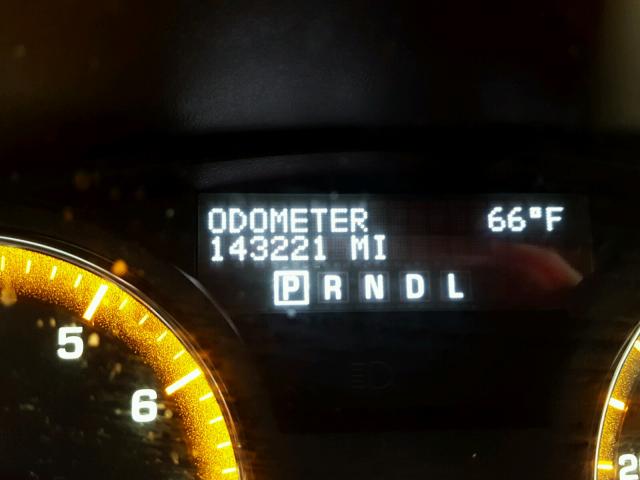 ODOMETER 66°F
143221 MI
P R N D L
5
6